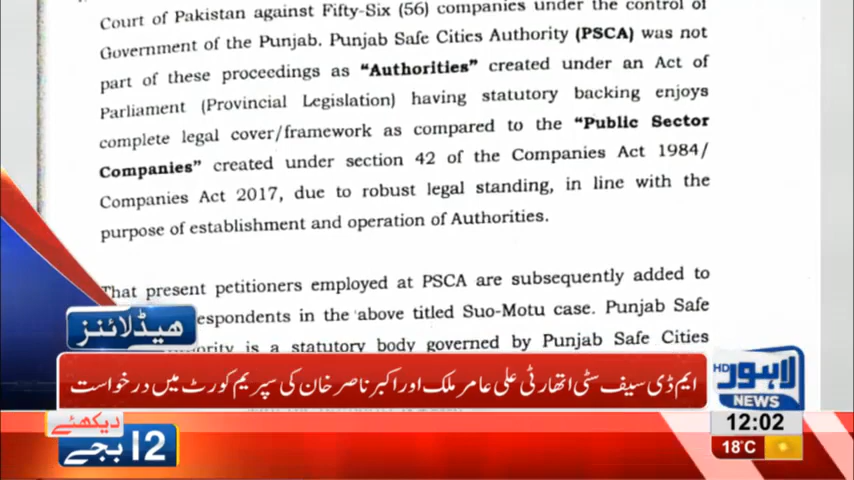 Court of Pakistan against Fifty-Six (56) companies under the control of
Government of the Punjab. Punjab Safe Cities Authority (PSCA) was not
part of these proceedings as “Authorities” created under an Act of
Parliament (Provincial Legislation) having statutory backing enjoys
complete legal cover/framework as compared to the “Public Sector
Companies” created under section 42 of the Companies Act 1984/
Companies Act 2017, due to robust legal standing, in line with the
purpose of establishment and operation of Authorities.
That present petitioners employed at PSCA are subsequently added to
respondents in the above titled Suo-Motu case. Punjab Safe
is a statutory body governed by Punjab Safe Cities
ہیڈلائنز
ایم ڈی سیف سٹی اتھارٹی علی عامر ملک اور اکبر ناصر خان کی سپریم کورٹ میں درخواست
لاہور HD
NEWS
12:02
18°C
دیکھئے
12 بجے